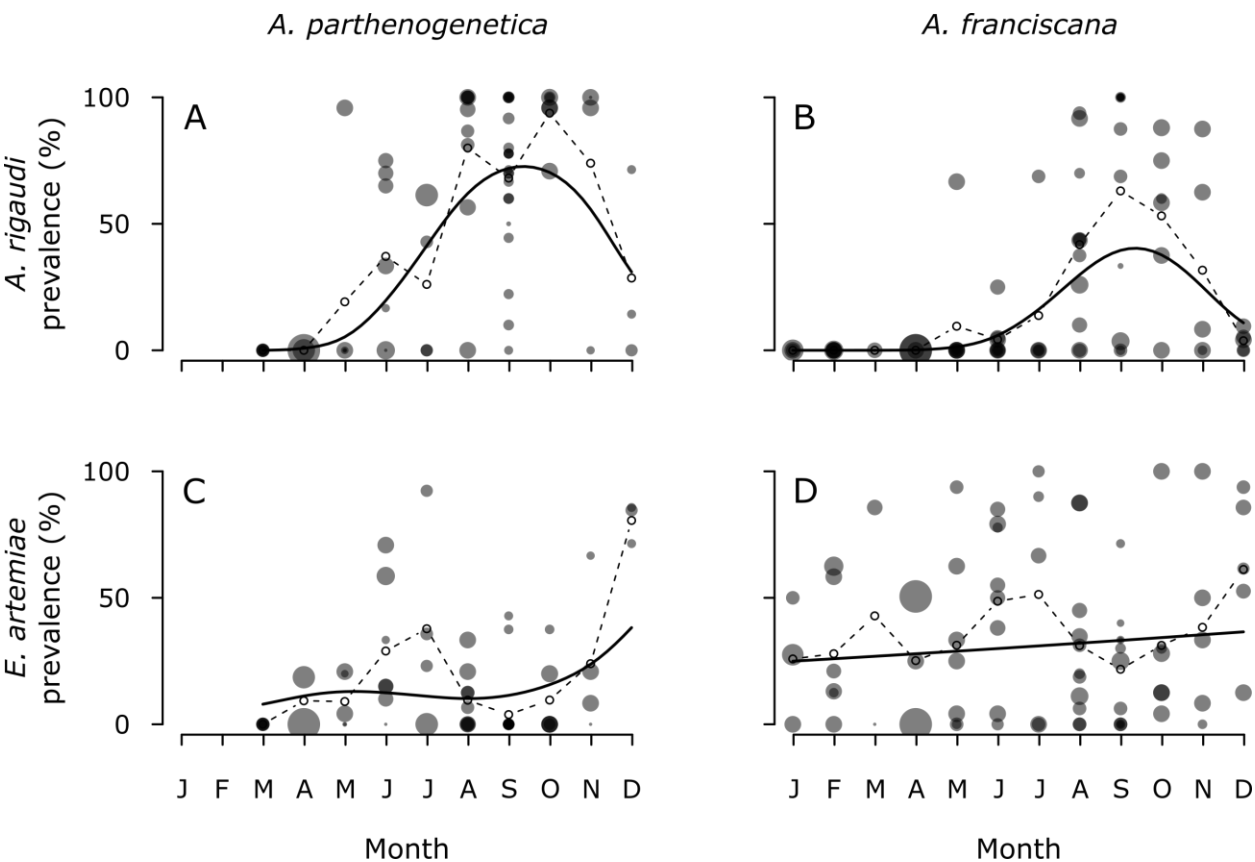 A. parthenogenetica
A. franciscana
A. rigaudi
prevalence (%)
100
50
0
A
B
E. artemiae
prevalence (%)
100
50
0
C
D
J F M A M J J A S O N D
J F M A M J J A S O N D
Month
Month